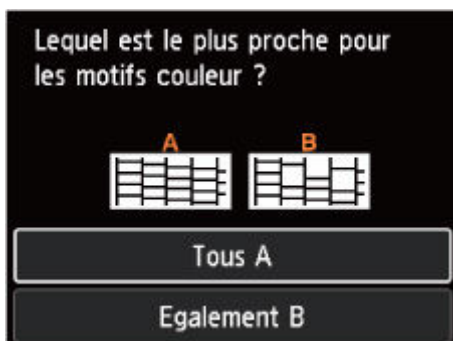 Lequel est le plus proche pour
les motifs couleur ?
A B
Tous A
Egalement B